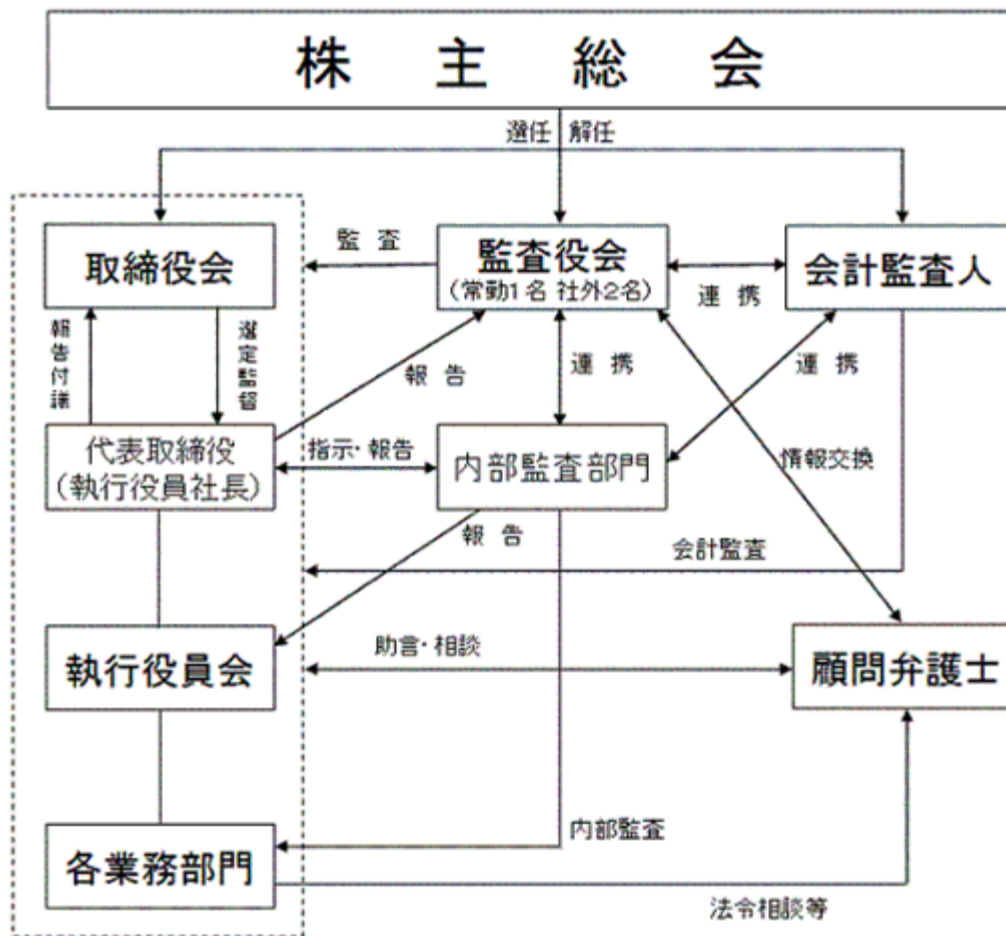 株主総会
選任 解任
取締役会
監査
監査役会
(常勤1名 社外2名)
連携
会計監査人
報告付議
選定監督
報告
連携
連携
代表取締役
(執行役員社長)
指示・報告
内部監査部門
情報交換
報告
会計監査
執行役員会
助言・相談
顧問弁護士
内部監査
各業務部門
法令相談等